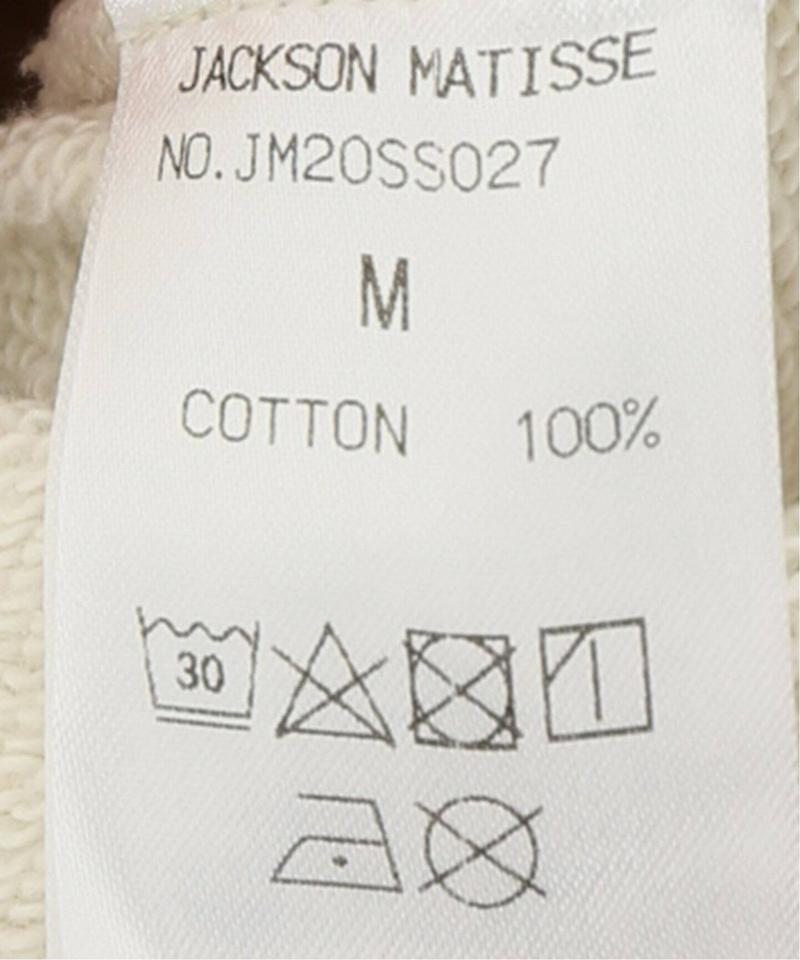 JACKSON MATISSE
NO.JM20SS027
M
COTTON 100%
30